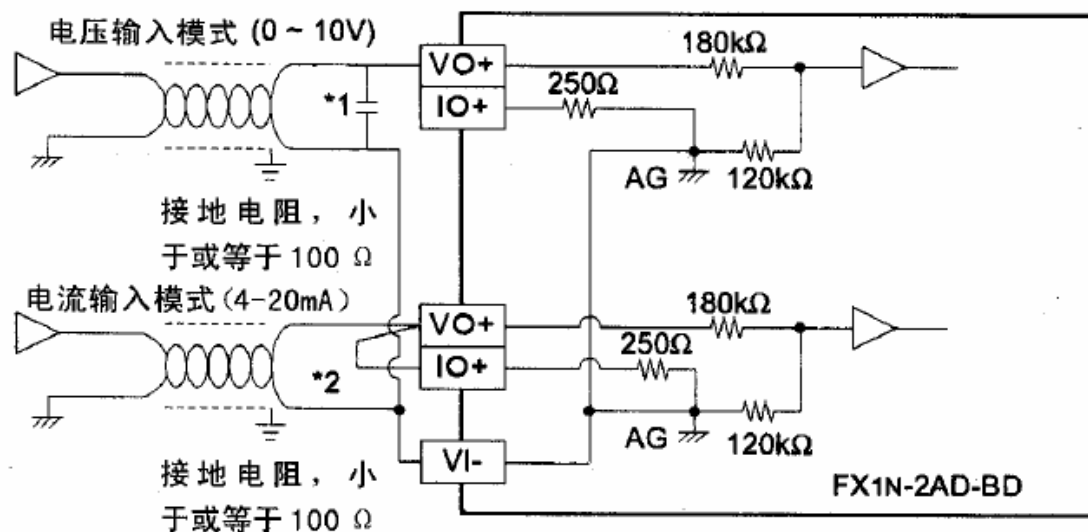 电压输入模式 (0 ~ 10V)
*1
VO+
IO+
250Ω
180kΩ
AG
120kΩ
接地电阻，小
于或等于 100 Ω
电流输入模式 (4-20mA)
*2
VO+
IO+
250Ω
180kΩ
AG
120kΩ
VI-
接地电阻，小
于或等于 100 Ω
FX1N-2AD-BD